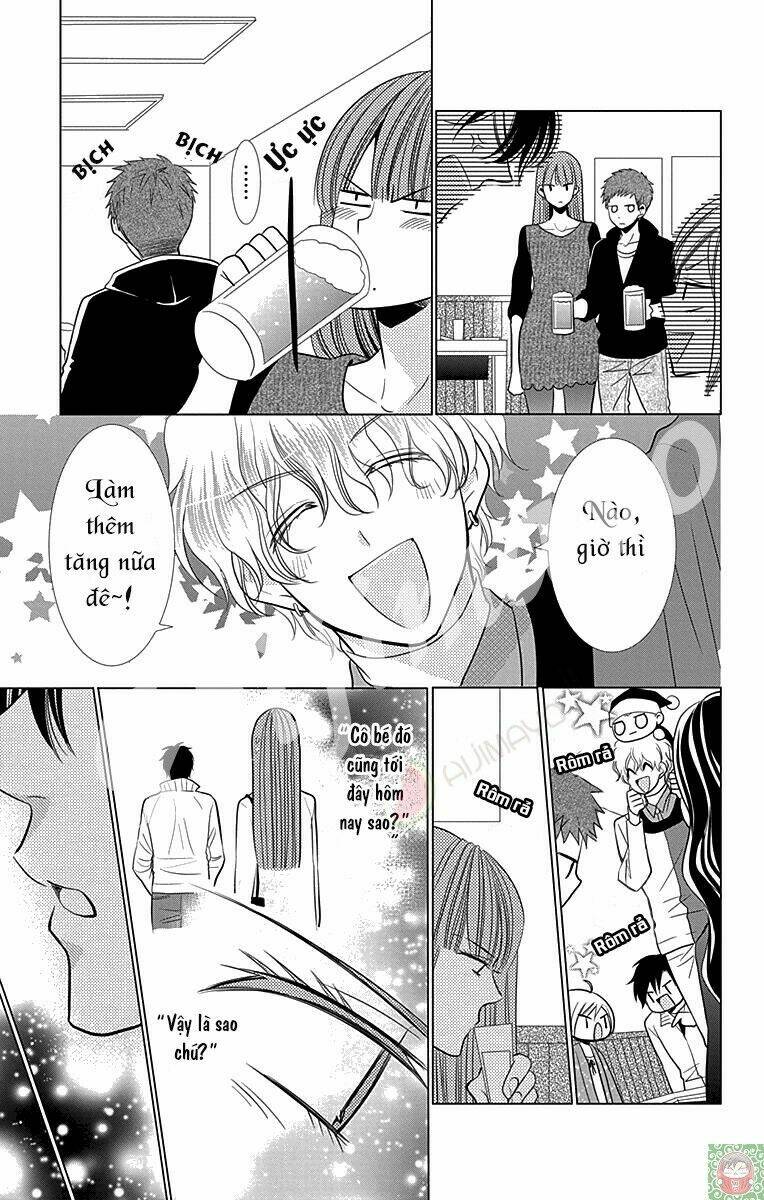 Ực ực
......
BỊCH
BỊCH
Nào,
giờ thì
Làm
thêm
tăng nữa
đê~!
Rôm rả
Rôm rả
Rôm rả
"Cô bé đó
cũng tới
đây hôm
nay sao?"
"Vậy là sao
chứ?"